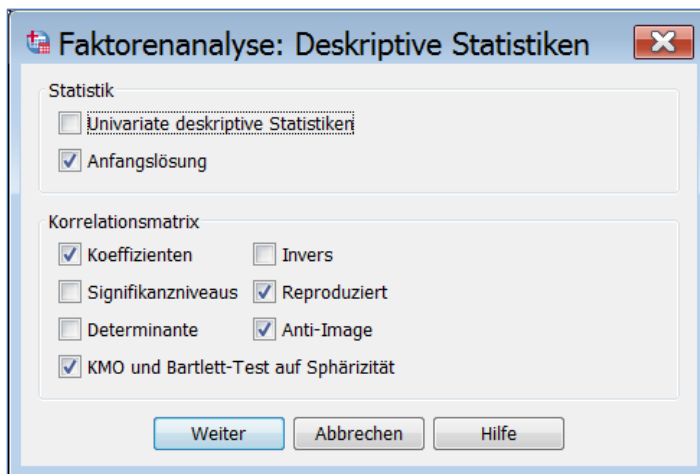 Faktorenanalyse: Deskriptive Statistiken
Statistik
Univariate deskriptive Statistiken
Anfangslösung
Korrelationsmatrix
Koeffizienten Invers
Signifikanzniveaus Reproduziert
Determinante Anti-Image
KMO und Bartlett-Test auf Sphärizität
Weiter Abbrechen Hilfe